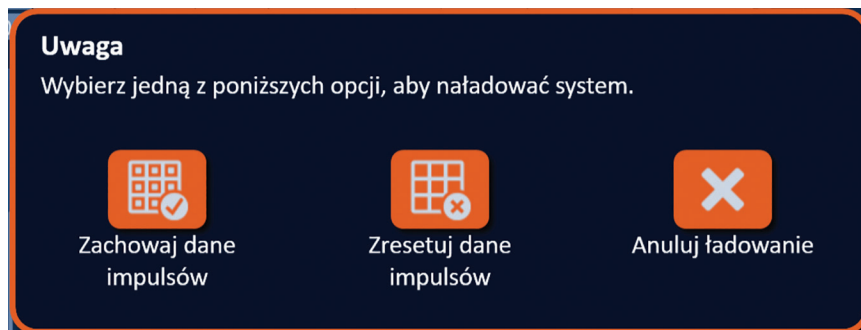 Uwaga
Wybierz jedną z poniższych opcji, aby naładować system.
Zachowaj dane
impulsów
Zresetuj dane
impulsów
Anuluj ładowanie